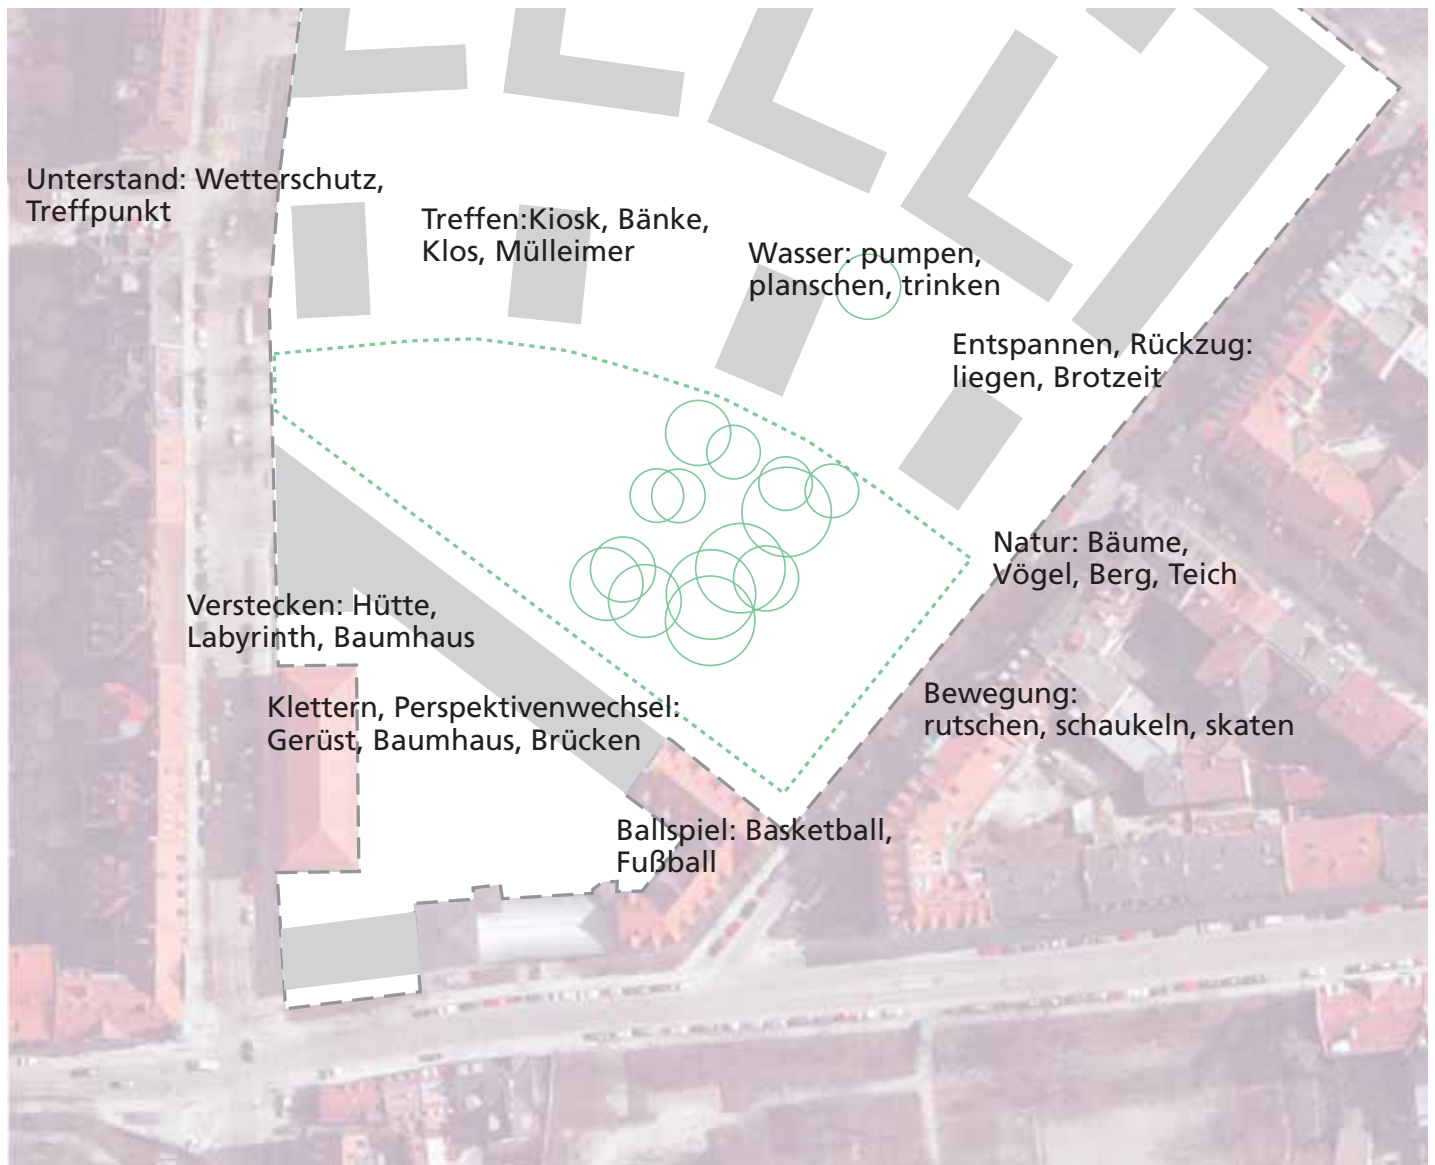 Unterstand: Wetterschutz,
Treffpunkt
Treffen:Kiosk, Bänke,
Klos, Mülleimer
Wasser: pumpen,
planschen, trinken
Entspannen, Rückzug:
liegen, Brotzeit
Natur: Bäume,
Vögel, Berg, Teich
Verstecken: Hütte,
Labyrinth, Baumhaus
Klettern, Perspektivenwechsel:
Gerüst, Baumhaus, Brücken
Bewegung:
rutschen, schaukeln, skaten
Ballspiel: Basketball,
Fußball